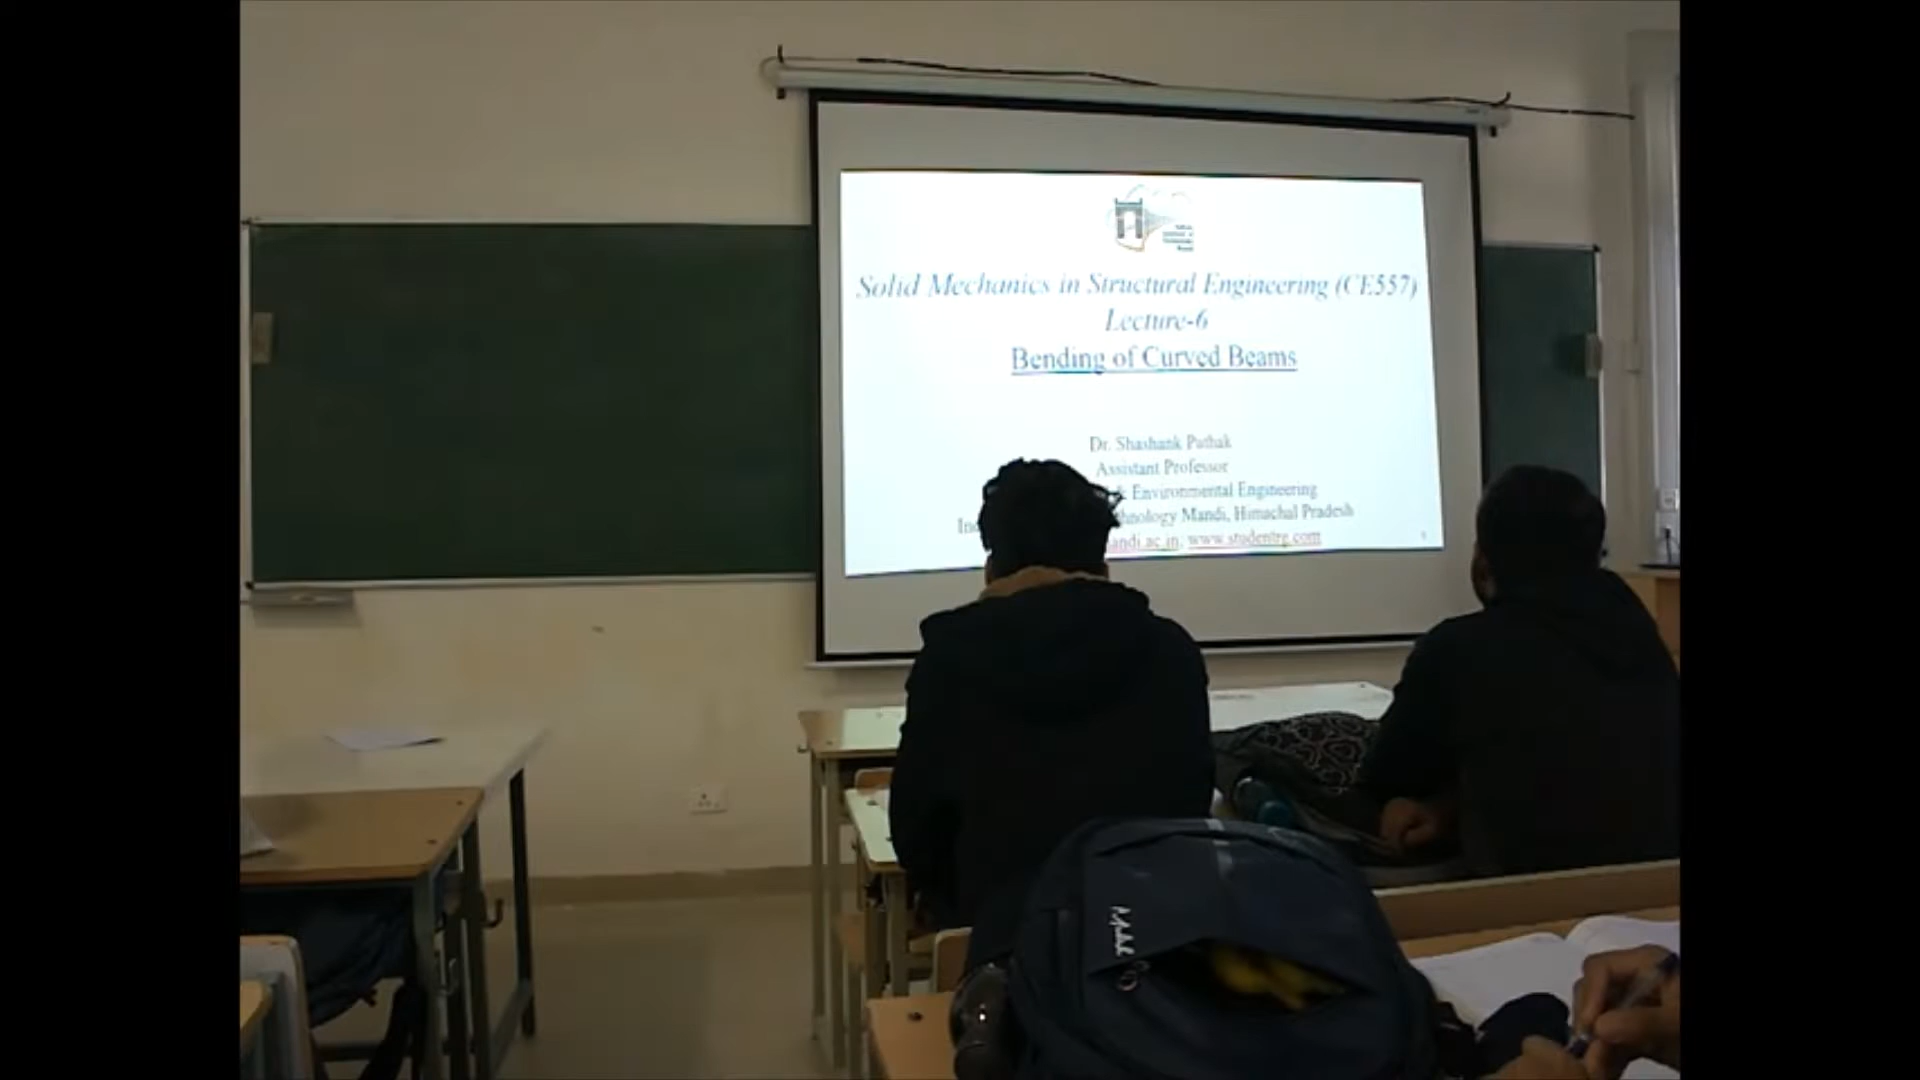 Solid Mechanics in Structural Engineering (CE557)
Lecture-6
Bending of Curved Beams
Dr. Shashank Pathak
Assistant Professor
& Environmental Engineering
Mandi, Himachal Pradesh
www.studentrg.com